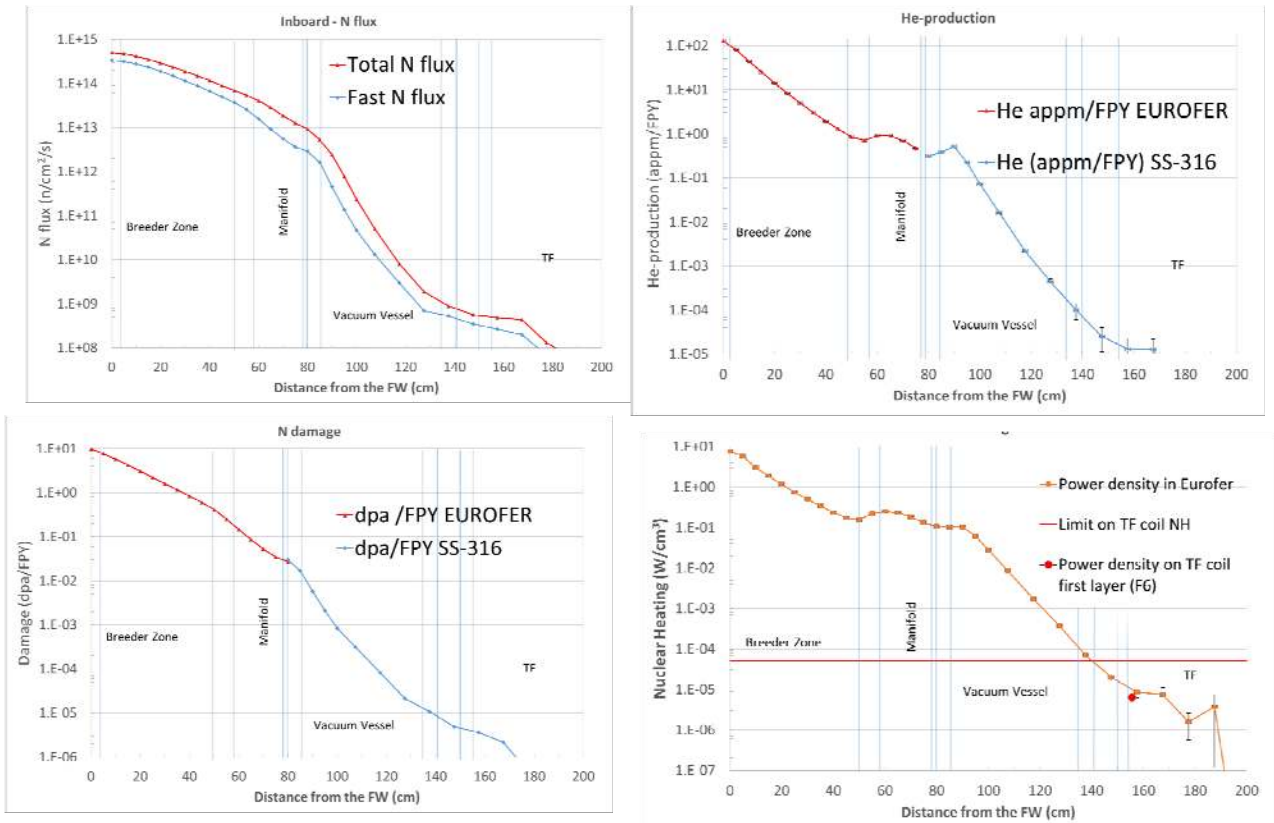 Inboard - N flux
1.E+15
1.E+14
1.E+13
1.E+12
1.E+11
1.E+10
1.E+09
1.E+08
N flux (n/cm²/s)
Total N flux
Fast N flux
Breeder Zone
Manifold
Vacuum Vessel
TF
0 20 40 60 80 100 120 140 160 180 200
Distance from the FW (cm)
He-production
1.E+02
1.E+01
1.E+00
1.E-01
1.E-02
1.E-03
1.E-04
1.E-05
He-production (appm/FPY)
He appm/FPY EUROFER
He (appm/FPY) SS-316
Breeder Zone
Manifold
Vacuum Vessel
TF
0 20 40 60 80 100 120 140 160 180 200
Distance from the FW (cm)
N damage
1.E+01
1.E+00
1.E-01
1.E-02
1.E-03
1.E-04
1.E-05
1.E-06
Damage (dpa/FPY)
dpa /FPY EUROFER
dpa/FPY SS-316
Breeder Zone
Manifold
Vacuum Vessel
TF
0 20 40 60 80 100 120 140 160 180 200
Distance from the FW (cm)
1.E+01
1.E+00
1.E-01
1.E-02
1.E-03
1.E-04
1.E-05
1.E-06
1.E-07
Nuclear Heating (W/cm³)
Power density in Eurofer
Limit on TF coil NH
Power density on TF coil
first layer (F6)
Breeder Zone
Manifold
Vacuum Vessel
TF
0 20 40 60 80 100 120 140 160 180 200
Distance from the FW (cm)